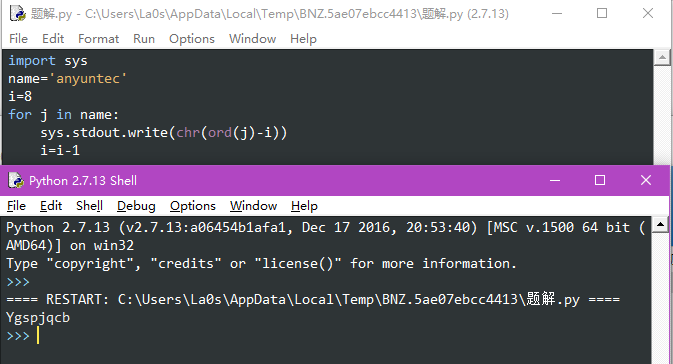 题解.py - C:\Users\La0s\AppData\Local\Temp\BNZ.5ae07ebcc4413\题解.py (2.7.13)
File Edit Format Run Options Window Help
import sys
name='anyuntec'
i=8
for j in name:
    sys.stdout.write(chr(ord(j)-i))
    i=i-1
Python 2.7.13 Shell
File Edit Shell Debug Options Window Help
Python 2.7.13 (v2.7.13:a06454b1afa1, Dec 17 2016, 20:53:40) [MSC v.1500 64 bit (
AMD64)] on win32
Type "copyright", "credits" or "license()" for more information.
>>>
==== RESTART: C:\Users\La0s\AppData\Local\Temp\BNZ.5ae07ebcc4413\题解.py ====
Ygspjqcb
>>>